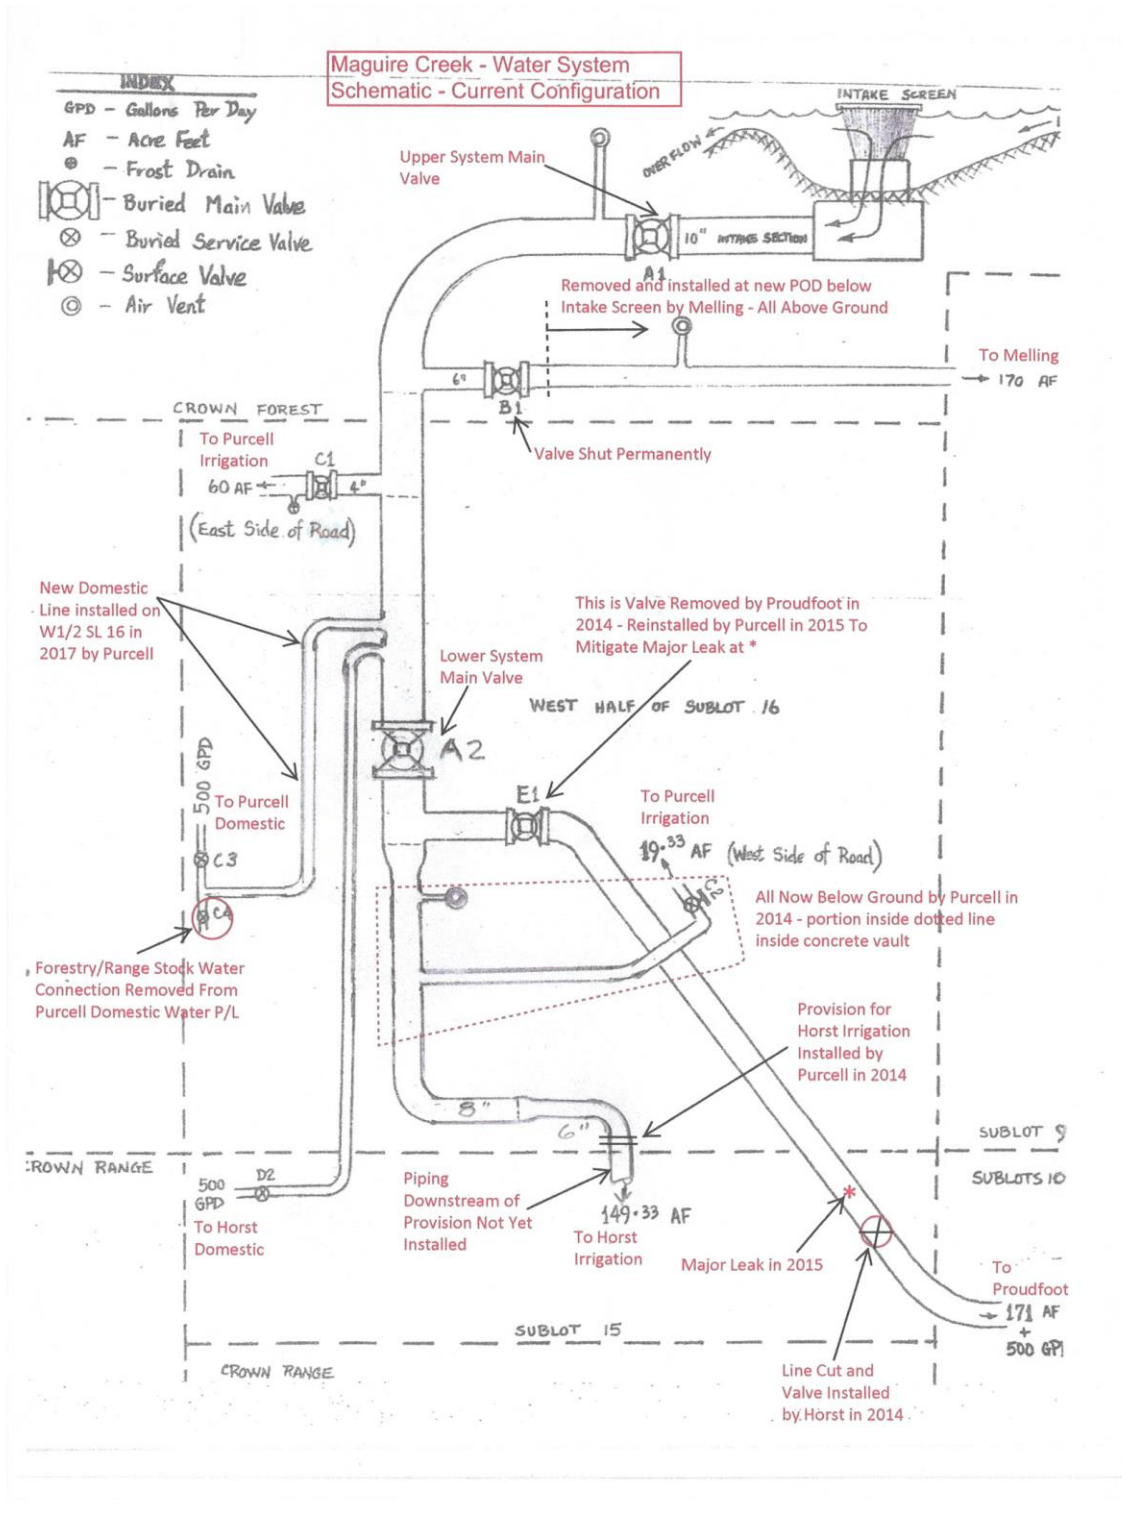 Maguire Creek - Water System
Schematic - Current Configuration
INDEX
GPD - Gallons Per Day
AF - Acre Feet
- Frost Drain
- Buried Main Valve
- Buried Service Valve
- Surface Valve
- Air Vent
INTAKE SCREEN
OVERFLOW
Upper System Main
Valve
10" INTAKE SECTION
A1
Removed and installed at new POD below
Intake Screen by Melling - All Above Ground
To Melling
170 AF
6"
B1
Valve Shut Permanently
CROWN FOREST
To Purcell
Irrigation
60 AF
C1
4"
(East Side of Road)
New Domestic
Line installed on
W1/2 SL 16 in
2017 by Purcell
This is Valve Removed by Proudfoot in
2014 - Reinstalled by Purcell in 2015 To
Mitigate Major Leak at *
Lower System
Main Valve
WEST HALF OF SUBLOT 16
A2
500 GPD
To Purcell
Domestic
C3
C4
E1
To Purcell
Irrigation
19.33 AF (West Side of Road)
C2
All Now Below Ground by Purcell in
2014 - portion inside dotted line
inside concrete vault
Forestry/Range Stock Water
Connection Removed From
Purcell Domestic Water P/L
Provision for
Horst Irrigation
Installed by
Purcell in 2014
8"
6"
SUBLOT 9
SUBLOTS 10
CROWN RANGE
500
GPD
D2
To Horst
Domestic
Piping
Downstream of
Provision Not Yet
Installed
149.33 AF
To Horst
Irrigation
*
Major Leak in 2015
To
Proudfoot
171 AF
+
500 GPD
SUBLOT 15
CROWN RANGE
Line Cut and
Valve Installed
by Horst in 2014